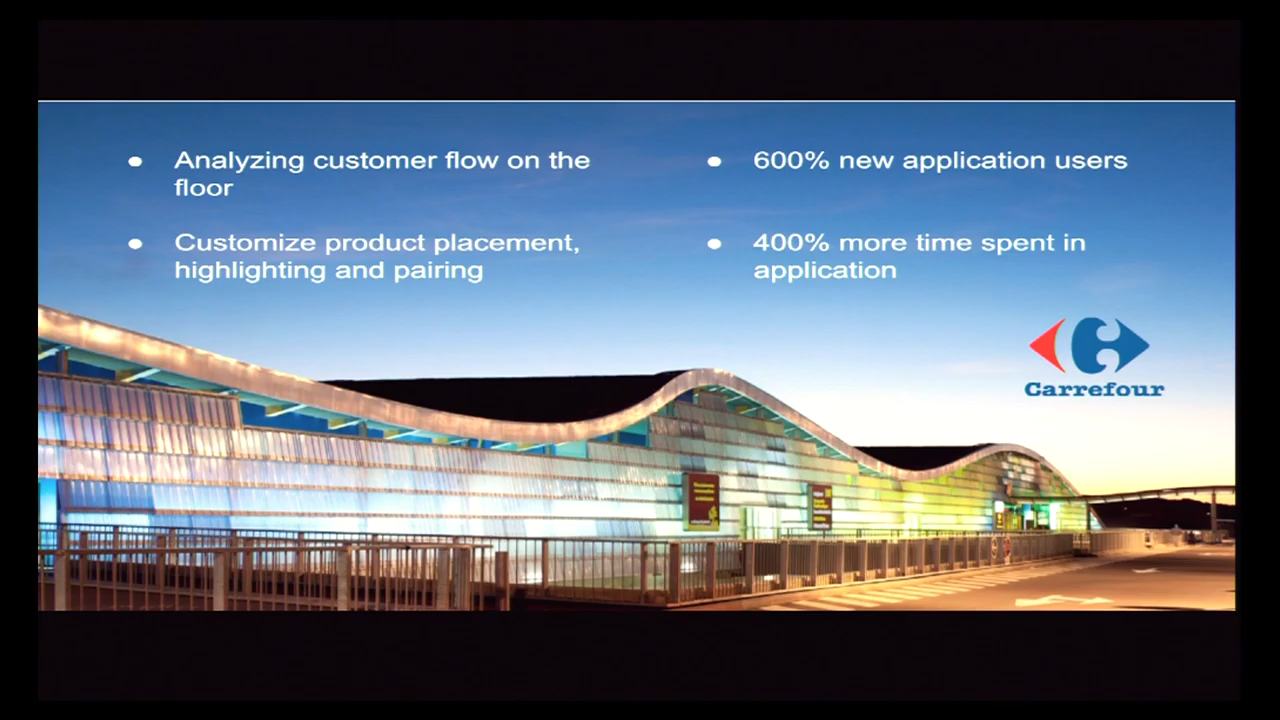 Analyzing customer flow on the
floor
Customize product placement,
highlighting and pairing
600% new application users
400% more time spent in
application
Carrefour